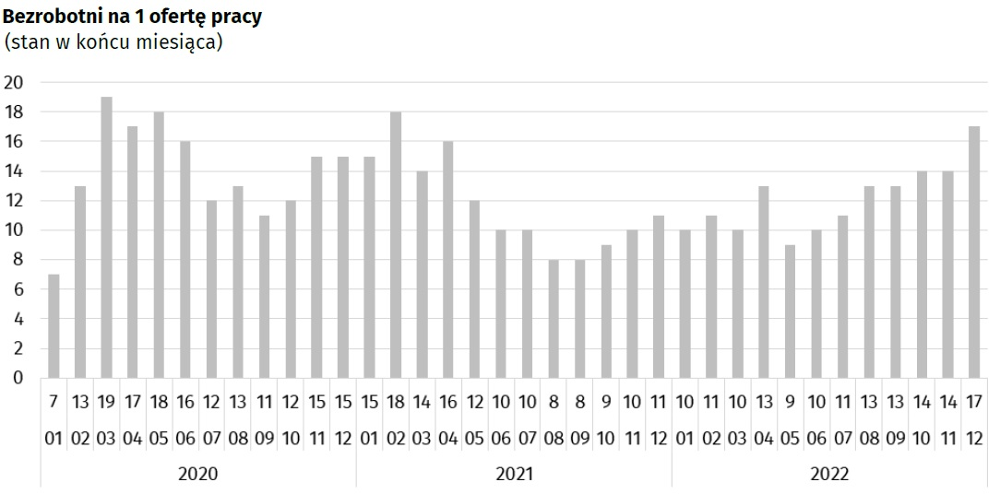 Bezrobotni na 1 ofertę pracy
(stan w końcu miesiąca)
20
18
16
14
12
10
8
6
4
2
0
7 13 19 17 18 16 12 13 11 12 15 15 15 18 14 16 12 10 10 8 8 9 10 11 10 11 10 13 9 10 11 13 13 14 14 17
01 02 03 04 05 06 07 08 09 10 11 12 01 02 03 04 05 06 07 08 09 10 11 12 01 02 03 04 05 06 07 08 09 10 11 12
2020 2021 2022